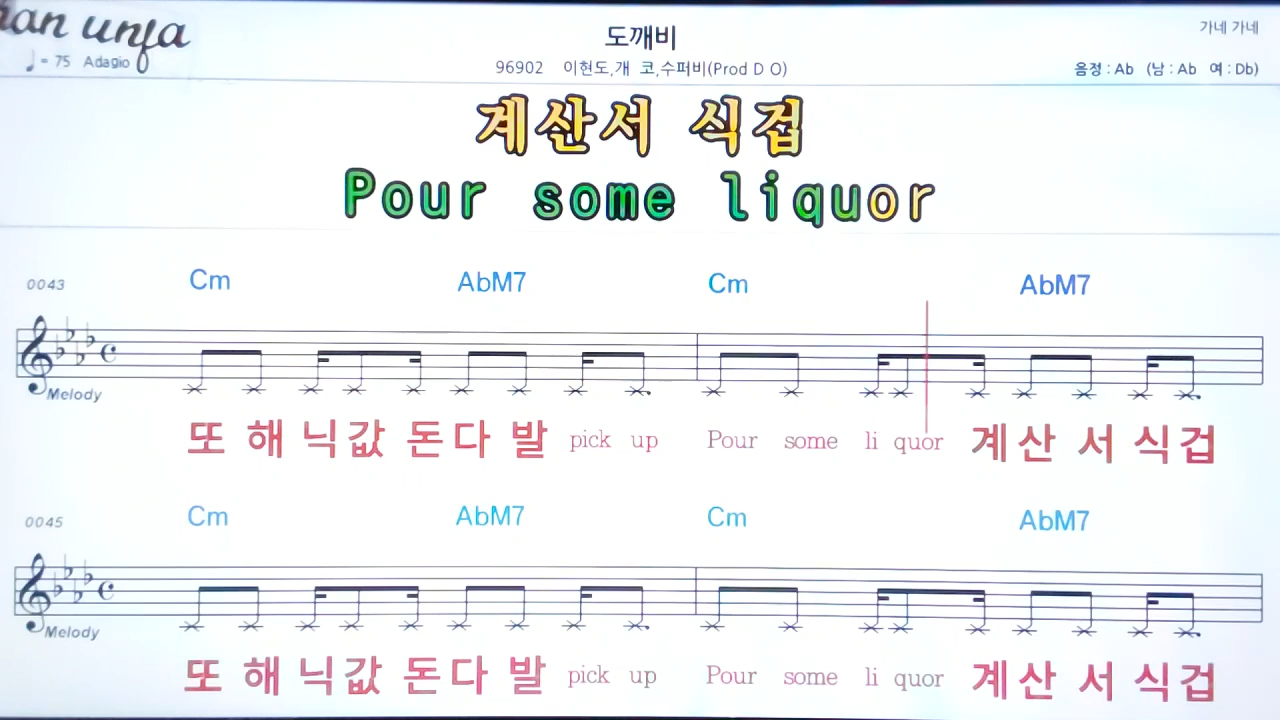 도깨비
가네 가네
= 75 Adagio
96902 이현도,개 코,수퍼비(Prod D O)
음정 : Ab (남 : Ab 여 : Db)
계산서 식겁
Pour some liquor
0043 Cm AbM7 Cm AbM7
Melody
또 해 닉값 돈다 발 pick up Pour some li quor 계산 서 식겁
0045 Cm AbM7 Cm AbM7
Melody
또 해 닉값 돈다 발 pick up Pour some li quor 계산 서 식겁